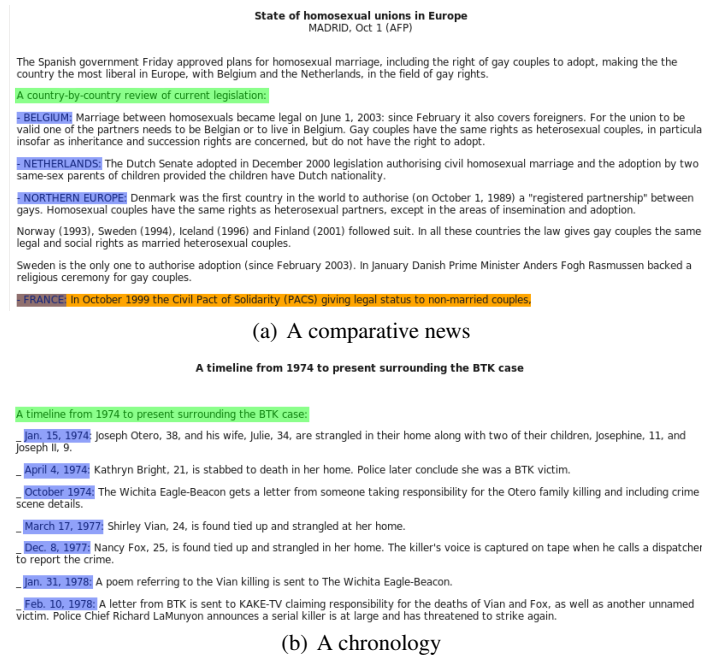 State of homosexual unions in Europe
MADRID, Oct 1 (AFP)
The Spanish government Friday approved plans for homosexual marriage, including the right of gay couples to adopt, making the the
country the most liberal in Europe, with Belgium and the Netherlands, in the field of gay rights.
A country-by-country review of current legislation:
- BELGIUM: Marriage between homosexuals became legal on June 1, 2003: since February it also covers foreigners. For the union to be
valid one of the partners needs to be Belgian or to live in Belgium. Gay couples have the same rights as heterosexual couples, in particula
insofar as inheritance and succession rights are concerned, but do not have the right to adopt.
- NETHERLANDS: The Dutch Senate adopted in December 2000 legislation authorising civil homosexual marriage and the adoption by two
same-sex parents of children provided the children have Dutch nationality.
- NORTHERN EUROPE: Denmark was the first country in the world to authorise (on October 1, 1989) a "registered partnership" between
gays. Homosexual couples have the same rights as heterosexual partners, except in the areas of insemination and adoption.
Norway (1993), Sweden (1994), Iceland (1996) and Finland (2001) followed suit. In all these countries the law gives gay couples the same
legal and social rights as married heterosexual couples.
Sweden is the only one to authorise adoption (since February 2003). In January Danish Prime Minister Anders Fogh Rasmussen backed a
religious ceremony for gay couples.
- FRANCE: In October 1999 the Civil Pact of Solidarity (PACS) giving legal status to non-married couples,
(a) A comparative news
A timeline from 1974 to present surrounding the BTK case
A timeline from 1974 to present surrounding the BTK case:
_ Jan. 15, 1974: Joseph Otero, 38, and his wife, Julie, 34, are strangled in their home along with two of their children, Josephine, 11, and
Joseph II, 9.
_ April 4, 1974: Kathryn Bright, 21, is stabbed to death in her home. Police later conclude she was a BTK victim.
_ October 1974: The Wichita Eagle-Beacon gets a letter from someone taking responsibility for the Otero family killing and including crime
scene details.
_ March 17, 1977: Shirley Vian, 24, is found tied up and strangled at her home.
_ Dec. 8, 1977: Nancy Fox, 25, is found tied up and strangled in her home. The killer's voice is captured on tape when he calls a dispatcher
to report the crime.
_ Jan. 31, 1978: A poem referring to the Vian killing is sent to The Wichita Eagle-Beacon.
_ Feb. 10, 1978: A letter from BTK is sent to KAKE-TV claiming responsibility for the deaths of Vian and Fox, as well as another unnamed
victim. Police Chief Richard LaMunyon announces a serial killer is at large and has threatened to strike again.
(b) A chronology